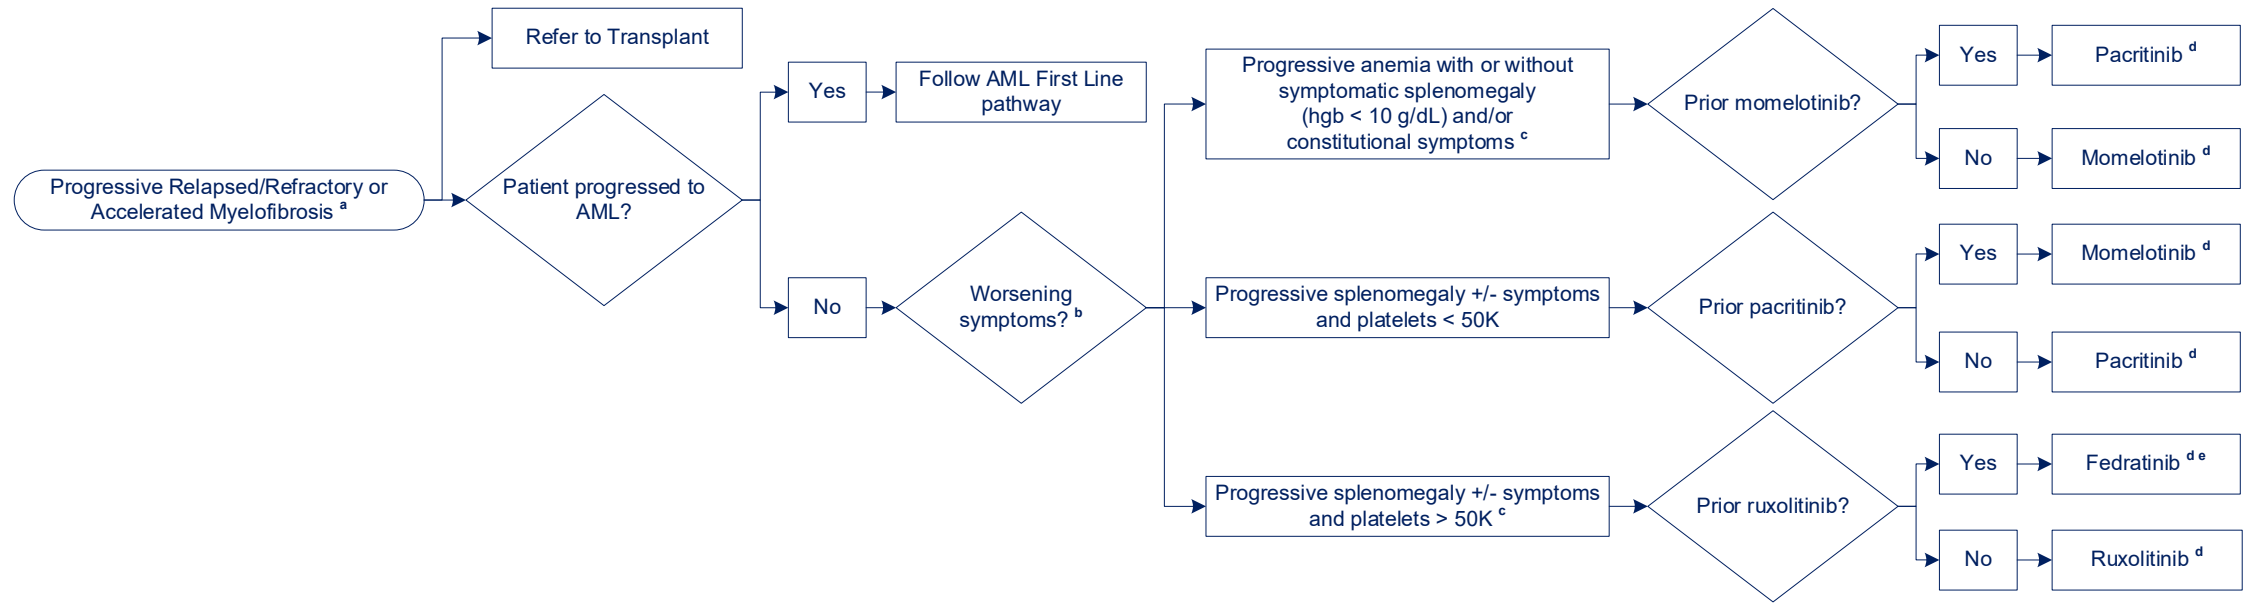 Refer to Transplant
Progressive Relapsed/Refractory or
Accelerated Myelofibrosis a
Patient progressed to
AML?
Yes
Follow AML First Line
pathway
No
Worsening
symptoms? b
Progressive anemia with or without
symptomatic splenomegaly
(hgb < 10 g/dL) and/or
constitutional symptoms c
Prior momelotinib?
Yes
Pacritinib d
No
Momelotinib d
Progressive splenomegaly +/- symptoms
and platelets < 50K
Prior pacritinib?
Yes
Momelotinib d
No
Pacritinib d
Progressive splenomegaly +/- symptoms
and platelets > 50K c
Prior ruxolitinib?
Yes
Fedratinib d e
No
Ruxolitinib d